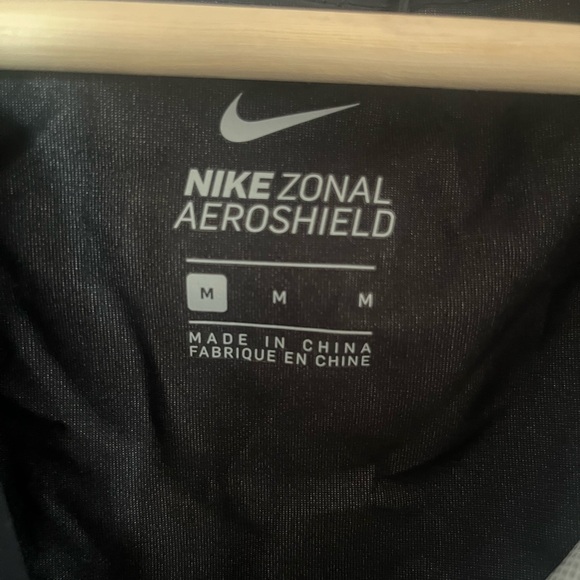 NIKE ZONAL
AEROSHIELD
M M M
MADE IN CHINA
FABRIQUE EN CHINE